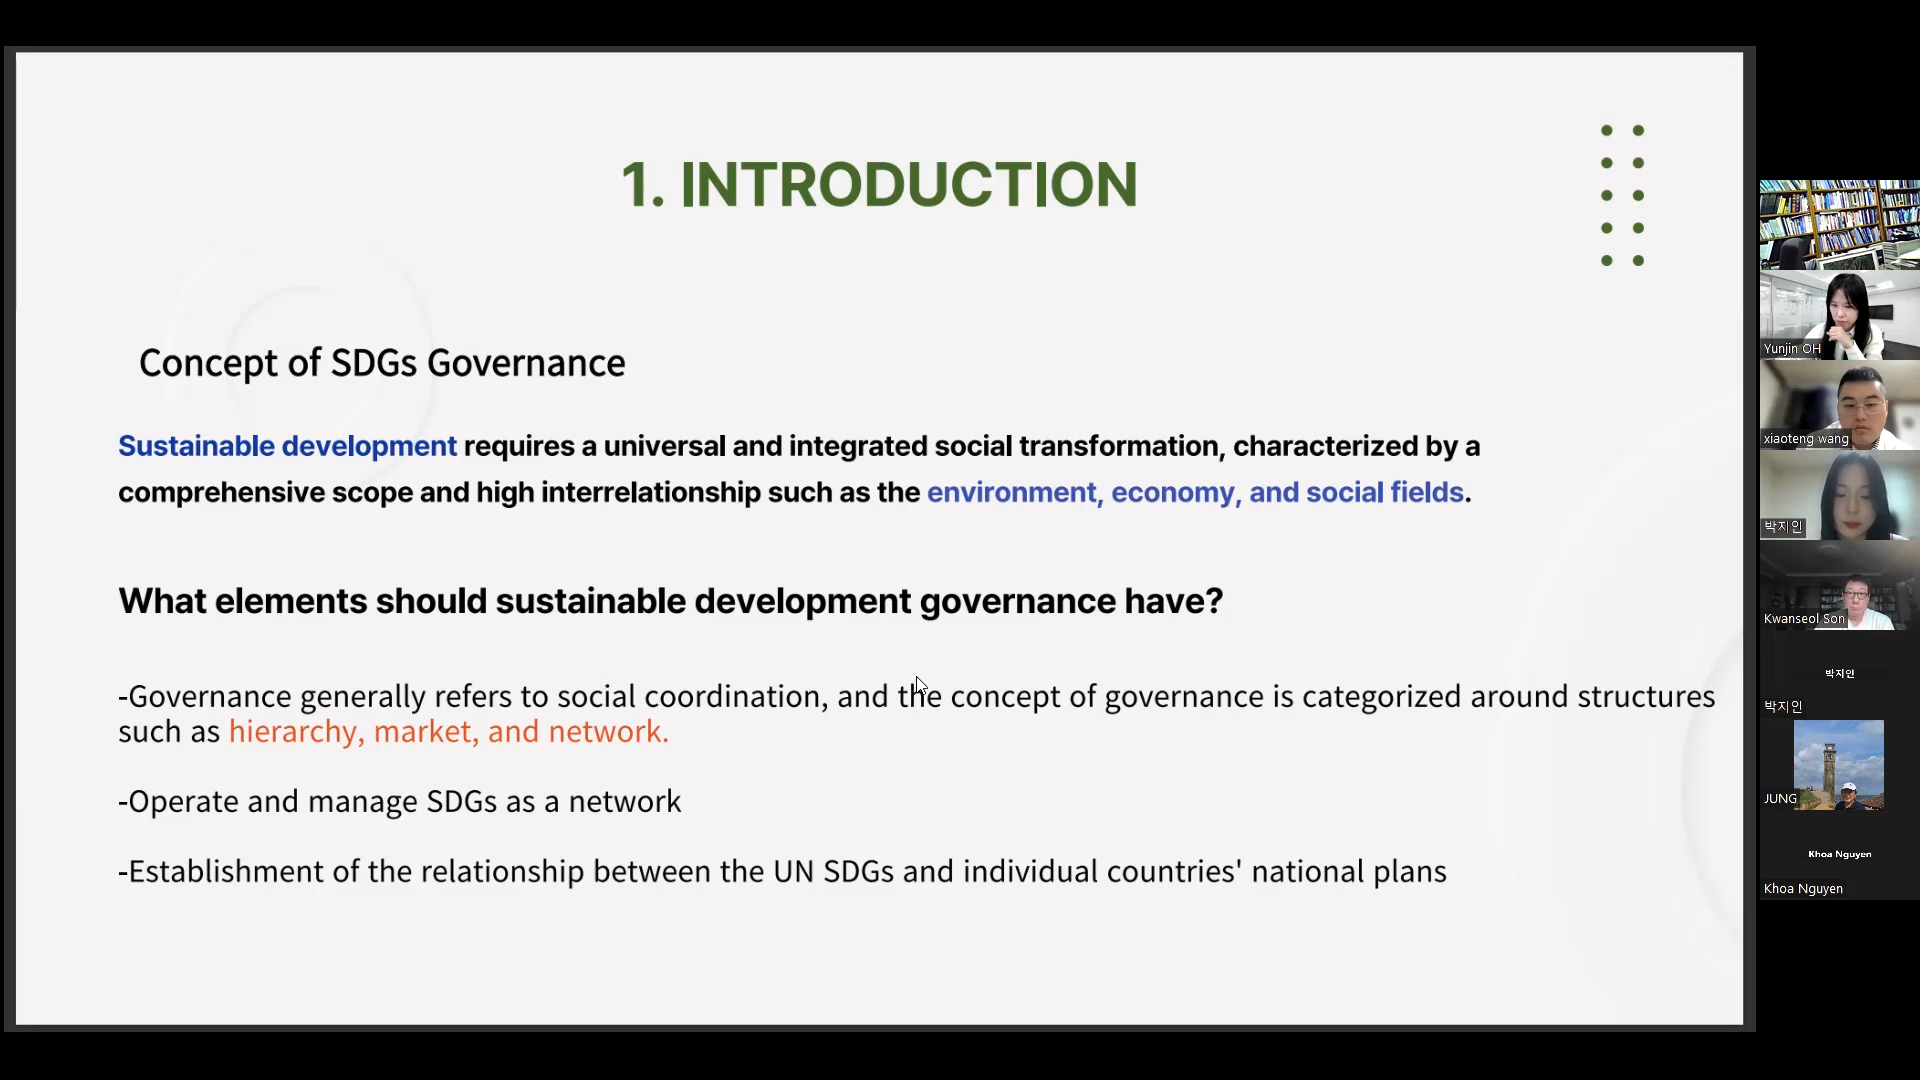 1. INTRODUCTION
Concept of SDGs Governance
Sustainable development requires a universal and integrated social transformation, characterized by a
comprehensive scope and high interrelationship such as the environment, economy, and social fields.
What elements should sustainable development governance have?
-Governance generally refers to social coordination, and the concept of governance is categorized around structures
such as hierarchy, market, and network.
-Operate and manage SDGs as a network
-Establishment of the relationship between the UN SDGs and individual countries' national plans
Yunjin OH
xiaoteng wang
박지인
Kwanseol Son
박지인
박지인
JUNG
Khoa Nguyen
Khoa Nguyen